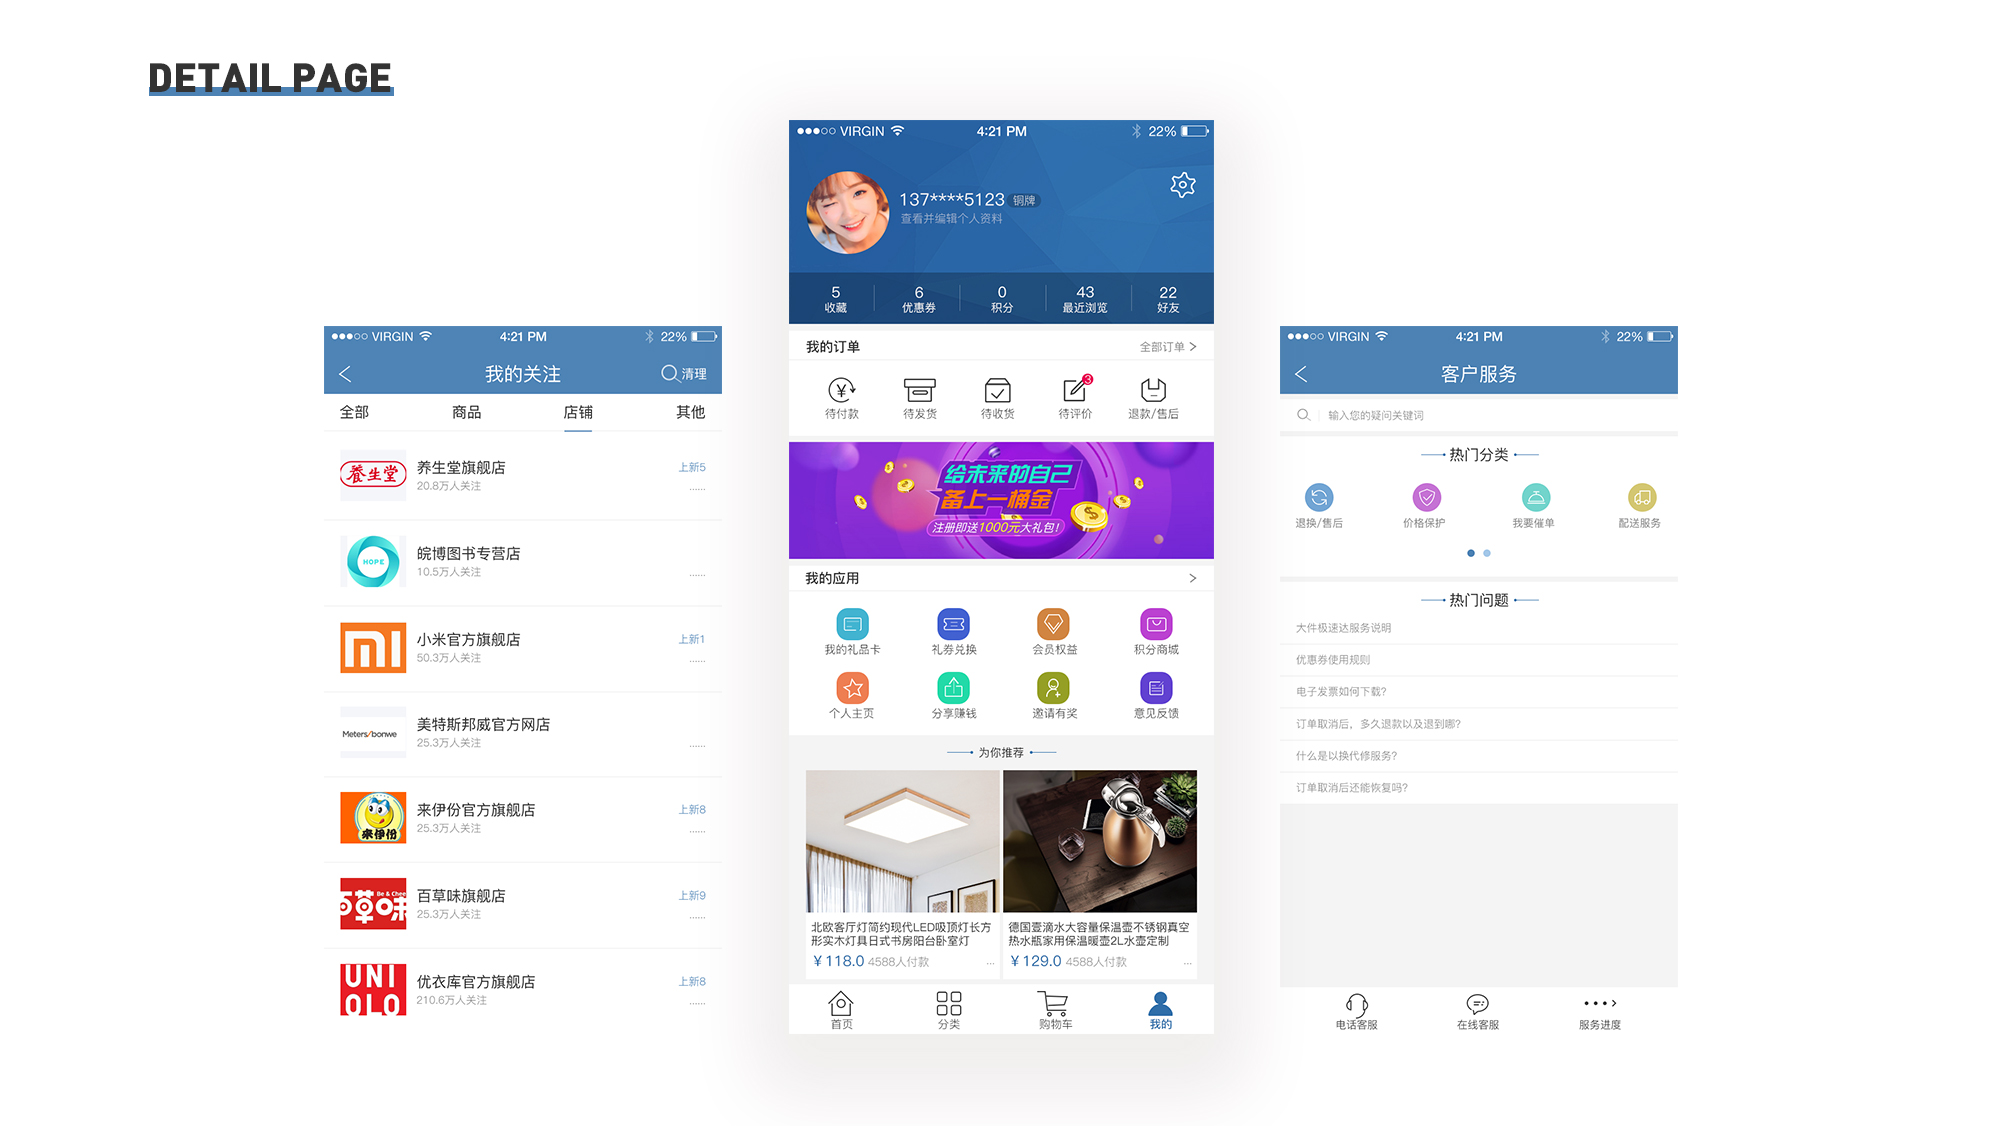 DETAIL PAGE
VIRGIN 4:21 PM 22%
我的关注 清理
全部 商品 店铺 其他
养生堂
养生堂旗舰店 上新5
20.8万人关注 ......
HOPE
皖博图书专营店
10.5万人关注 ......
mi
小米官方旗舰店 上新1
50.3万人关注 ......
Meters/bonwe
美特斯邦威官方网店
25.3万人关注 ......
来伊份
来伊份官方旗舰店 上新8
25.3万人关注 ......
Be & Chee
百草味
百草味旗舰店 上新9
25.3万人关注 ......
UNI
QLO
优衣库官方旗舰店 上新8
210.6万人关注 ......
VIRGIN 4:21 PM 22%
137****5123 铜牌
查看并编辑个人资料
5 6 0 43 22
收藏 优惠券 积分 最近浏览 好友
我的订单 全部订单 >
3
待付款 待发货 待收货 待评价 退款/售后
给未来的自己
备上一桶金
注册即送1000元大礼包!
我的应用 >
我的礼品卡 礼券兑换 会员权益 积分商城
个人主页 分享赚钱 邀请有奖 意见反馈
为你推荐
北欧客厅灯简约现代LED吸顶灯长方
形实木灯具日式书房阳台卧室灯
¥118.0 4588人付款 ...
德国壹滴水大容量保温壶不锈钢真空
热水瓶家用保温暖壶2L水壶定制
¥129.0 4588人付款 ...
首页 分类 购物车 我的
VIRGIN 4:21 PM 22%
客户服务
输入您的疑问关键词
热门分类
退换/售后 价格保护 我要催单 配送服务
热门问题
大件极速达服务说明
优惠券使用规则
电子发票如何下载?
订单取消后，多久退款以及退到哪?
什么是以换代修服务?
订单取消后还能恢复吗?
电话客服 在线客服 服务进度